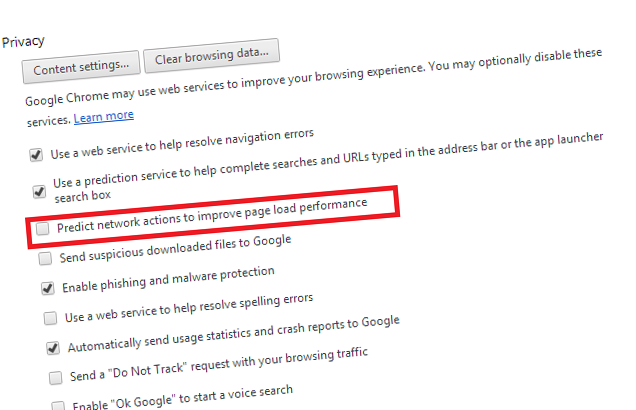 Privacy
Content settings...
Clear browsing data...
Google Chrome may use web services to improve your browsing experience. You may optionally disable these
services. Learn more
Use a web service to help resolve navigation errors
Use a prediction service to help complete searches and URLs typed in the address bar or the app launcher
search box
Predict network actions to improve page load performance
Send suspicious downloaded files to Google
Enable phishing and malware protection
Use a web service to help resolve spelling errors
Automatically send usage statistics and crash reports to Google
Send a "Do Not Track" request with your browsing traffic
Enable "Ok Google" to start a voice search